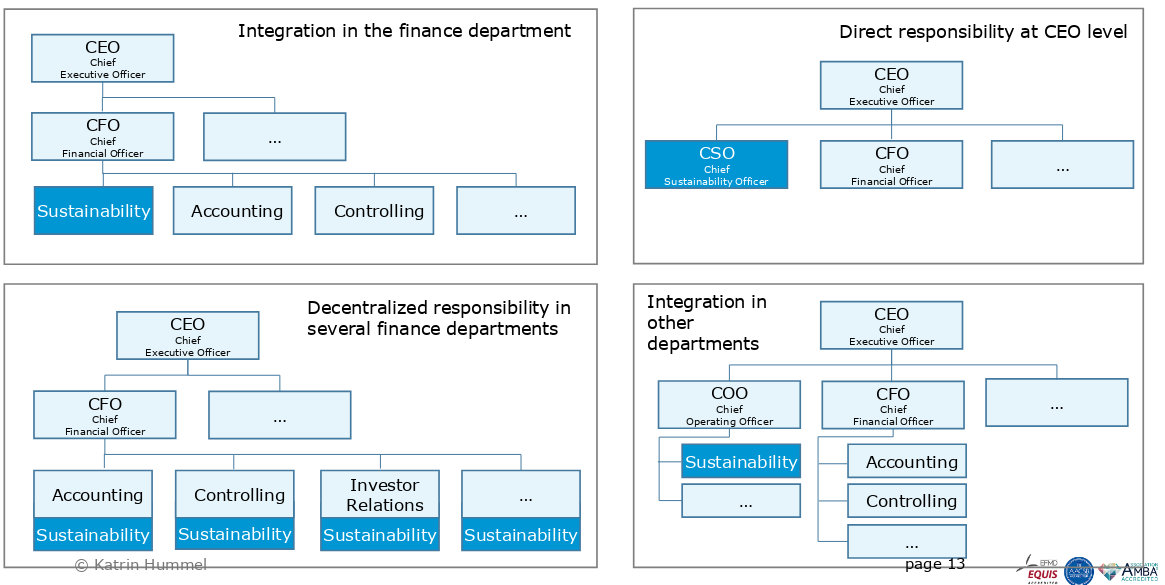 Integration in the finance department
CEO
Chief
Executive Officer
CFO
Chief
Financial Officer
...
Sustainability
Accounting
Controlling
...
Direct responsibility at CEO level
CEO
Chief
Executive Officer
CSO
Chief
Sustainability Officer
CFO
Chief
Financial Officer
...
Decentralized responsibility in
several finance departments
CEO
Chief
Executive Officer
CFO
Chief
Financial Officer
...
Accounting
Sustainability
Controlling
Sustainability
Investor
Relations
Sustainability
...
Sustainability
Integration in
other
departments
CEO
Chief
Executive Officer
COO
Chief
Operating Officer
Sustainability
...
CFO
Chief
Financial Officer
Accounting
Controlling
...
...
© Katrin Hummel
page 13
EFMD
EQUIS
ACCREDITED
AACSB
ASSOCIATION
AMBA
ACCREDITED